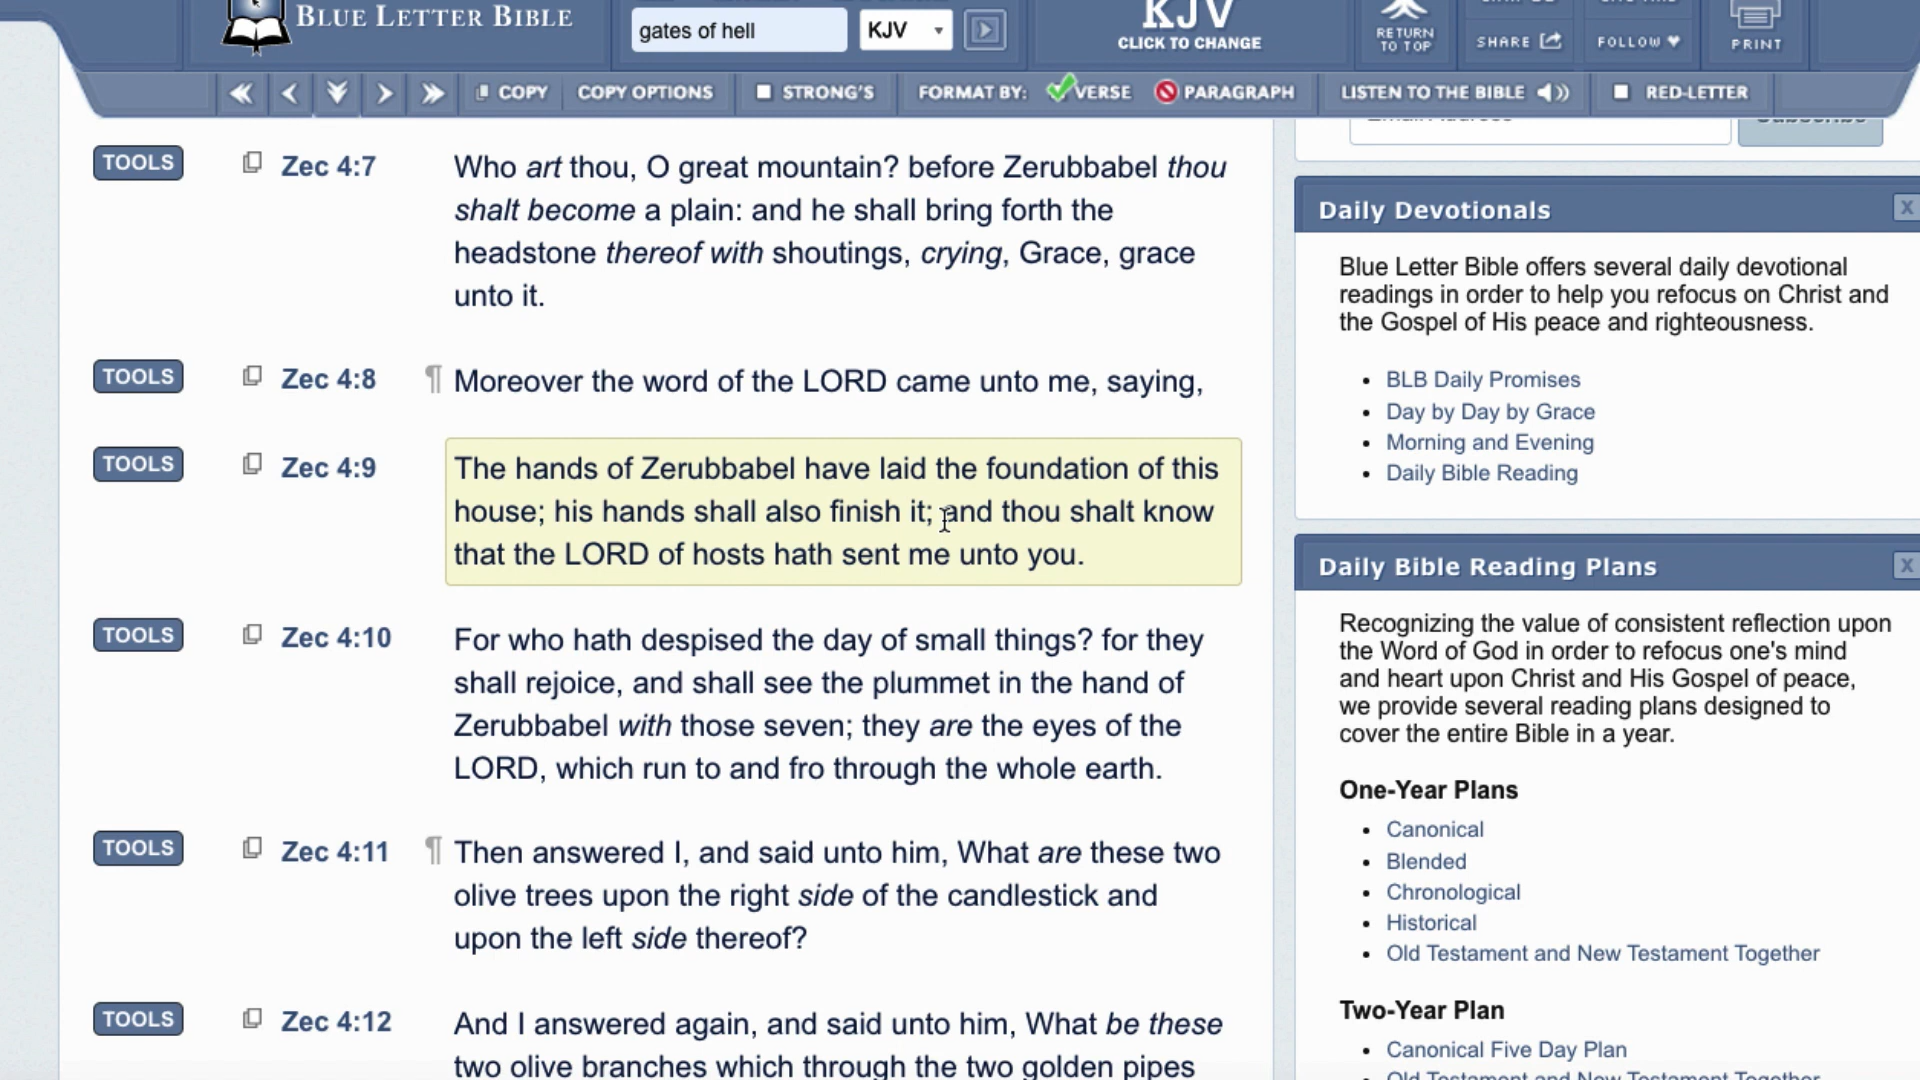 BLUE LETTER BIBLE
gates of hell
KJV
KJV
CLICK TO CHANGE
RETURN
TO TOP
SHARE
FOLLOW
PRINT
COPY
COPY OPTIONS
STRONG'S
FORMAT BY:
VERSE
PARAGRAPH
LISTEN TO THE BIBLE
RED-LETTER
TOOLS
Zec 4:7
Who art thou, O great mountain? before Zerubbabel thou
shalt become a plain: and he shall bring forth the
headstone thereof with shoutings, crying, Grace, grace
unto it.
TOOLS
Zec 4:8
¶ Moreover the word of the LORD came unto me, saying,
TOOLS
Zec 4:9
The hands of Zerubbabel have laid the foundation of this
house; his hands shall also finish it; and thou shalt know
that the LORD of hosts hath sent me unto you.
TOOLS
Zec 4:10
For who hath despised the day of small things? for they
shall rejoice, and shall see the plummet in the hand of
Zerubbabel with those seven; they are the eyes of the
LORD, which run to and fro through the whole earth.
TOOLS
Zec 4:11
¶ Then answered I, and said unto him, What are these two
olive trees upon the right side of the candlestick and
upon the left side thereof?
TOOLS
Zec 4:12
And I answered again, and said unto him, What be these
two olive branches which through the two golden pipes
Email Address
Subscribe
Daily Devotionals
X
Blue Letter Bible offers several daily devotional
readings in order to help you refocus on Christ and
the Gospel of His peace and righteousness.
• BLB Daily Promises
• Day by Day by Grace
• Morning and Evening
• Daily Bible Reading
Daily Bible Reading Plans
X
Recognizing the value of consistent reflection upon
the Word of God in order to refocus one's mind
and heart upon Christ and His Gospel of peace,
we provide several reading plans designed to
cover the entire Bible in a year.
One-Year Plans
• Canonical
• Blended
• Chronological
• Historical
• Old Testament and New Testament Together
Two-Year Plan
• Canonical Five Day Plan
Old Testament and New Testament Together